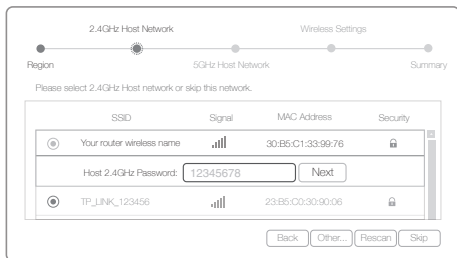 2.4GHz Host Network Wireless Settings
Region 5GHz Host Network Summary
Please select 2.4GHz Host network or skip this network.
SSID Signal MAC Address Security
Your router wireless name 30:B5:C1:33:99:76
Host 2.4GHz Password: 12345678 Next
TP_LINK_123456 23:B5:C0:30:90:06
Back Other... Rescan Skip